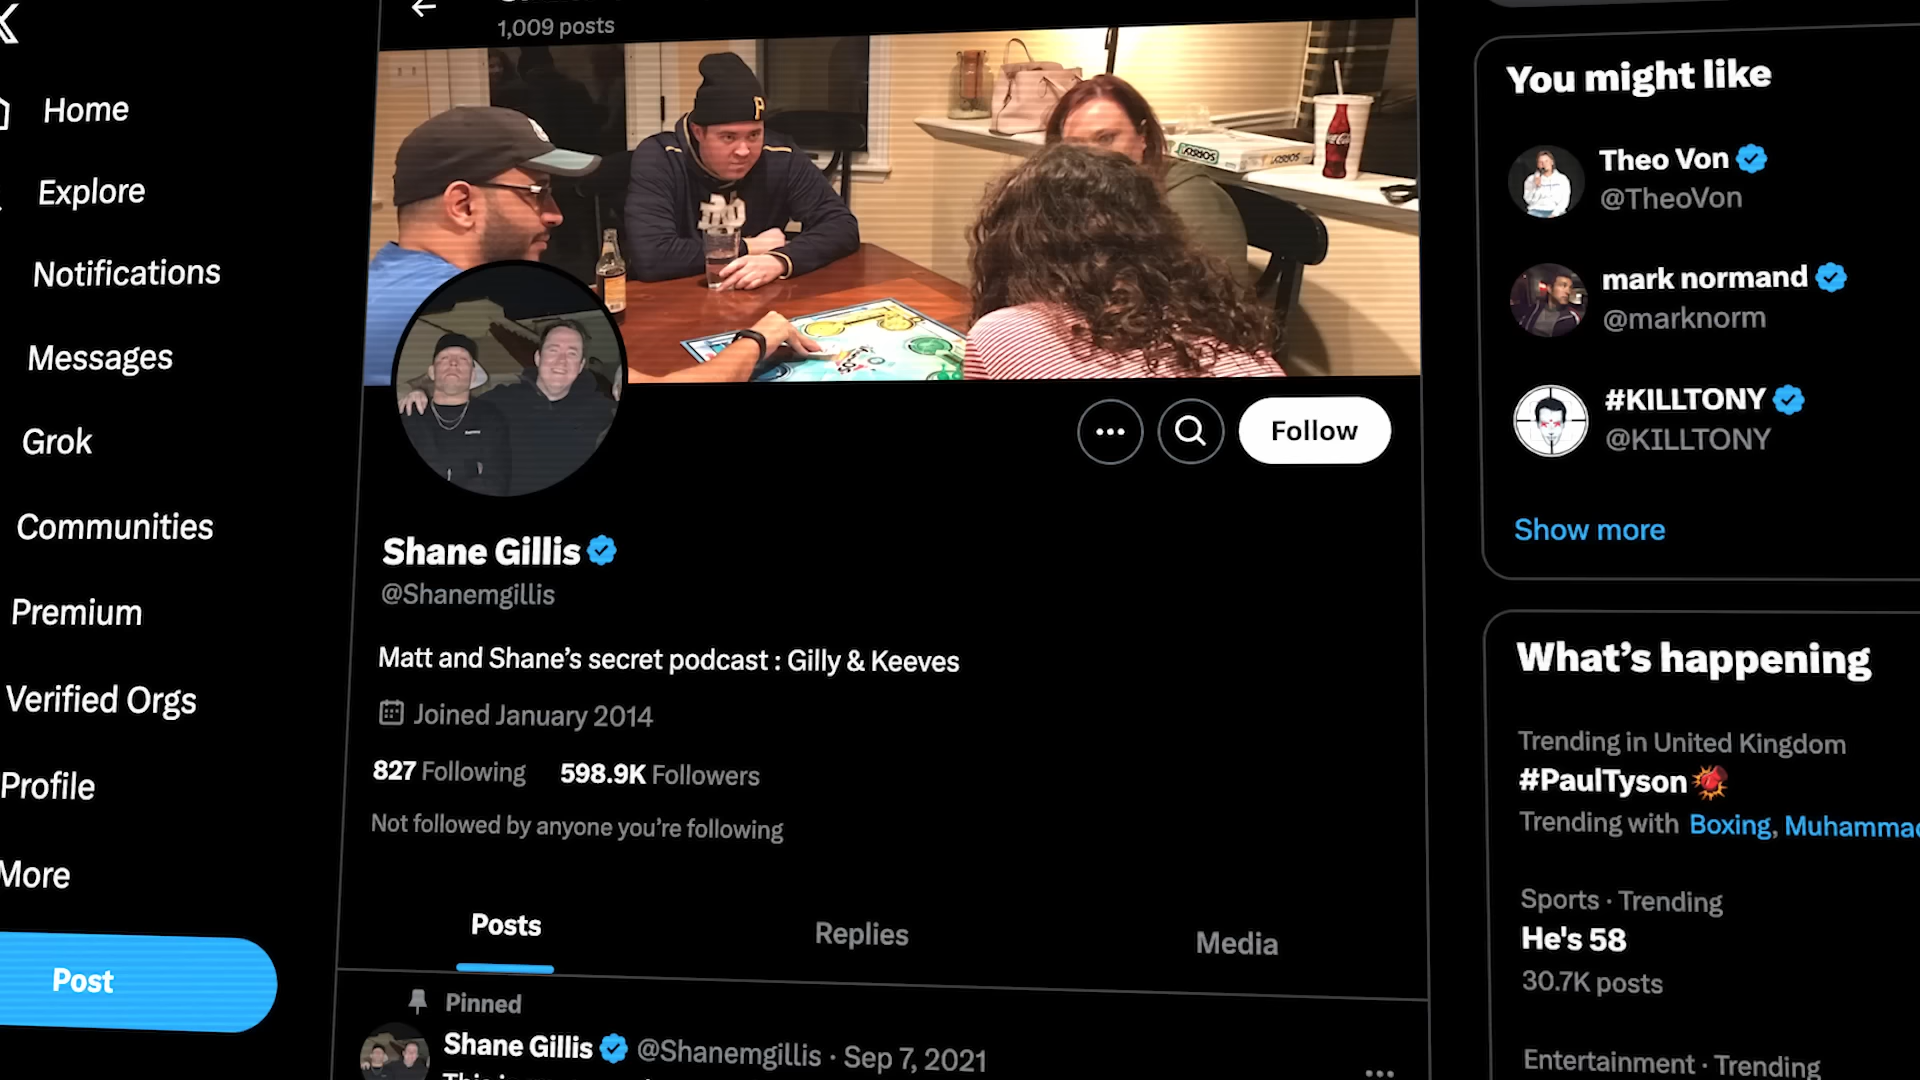 1,009 posts
Home
Explore
Notifications
Messages
Grok
Communities
Premium
Verified Orgs
Profile
More
Post
P
SORRY!
SORRY!
Follow
Shane Gillis
@Shanemgillis
Matt and Shane’s secret podcast : Gilly & Keeves
Joined January 2014
827 Following 598.9K Followers
Not followed by anyone you’re following
Posts Replies Media
Pinned
Shane Gillis @Shanemgillis · Sep 7, 2021
You might like
Theo Von
@TheoVon
mark normand
@marknorm
#KILLTONY
@KILLTONY
Show more
What’s happening
Trending in United Kingdom
#PaulTyson
Trending with Boxing, Muhammad
Sports · Trending
He's 58
30.7K posts
Entertainment · Trending